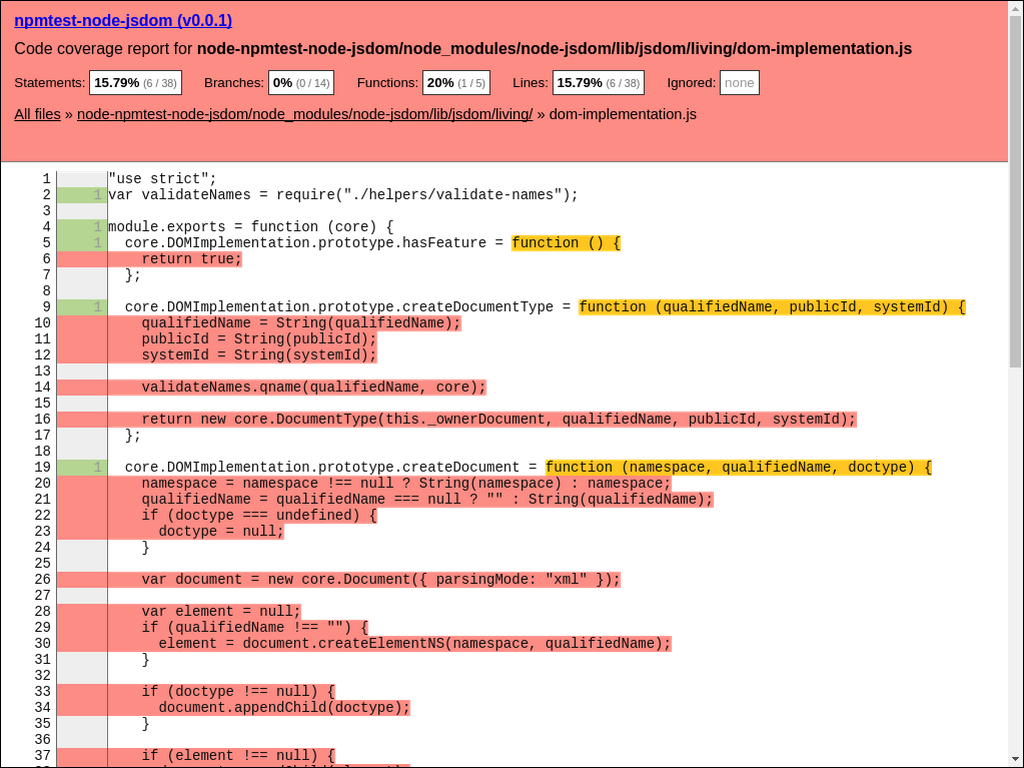 npmtest-node-jsdom (v0.0.1)
Code coverage report for node-npmtest-node-jsdom/node_modules/node-jsdom/lib/jsdom/living/dom-implementation.js
Statements: 15.79% (6 / 38) Branches: 0% (0 / 14) Functions: 20% (1 / 5) Lines: 15.79% (6 / 38) Ignored: none
All files » node-npmtest-node-jsdom/node_modules/node-jsdom/lib/jsdom/living/ » dom-implementation.js
1 "use strict";
2 1 var validateNames = require("./helpers/validate-names");
3
4 1 module.exports = function (core) {
5 1 core.DOMImplementation.prototype.hasFeature = function () {
6 return true;
7 };
8
9 1 core.DOMImplementation.prototype.createDocumentType = function (qualifiedName, publicId, systemId) {
10 qualifiedName = String(qualifiedName);
11 publicId = String(publicId);
12 systemId = String(systemId);
13
14 validateNames.qname(qualifiedName, core);
15
16 return new core.DocumentType(this._ownerDocument, qualifiedName, publicId, systemId);
17 };
18
19 1 core.DOMImplementation.prototype.createDocument = function (namespace, qualifiedName, doctype) {
20 namespace = namespace !== null ? String(namespace) : namespace;
21 qualifiedName = qualifiedName === null ? "" : String(qualifiedName);
22 if (doctype === undefined) {
23 doctype = null;
24 }
25
26 var document = new core.Document({ parsingMode: "xml" });
27
28 var element = null;
29 if (qualifiedName !== "") {
30 element = document.createElementNS(namespace, qualifiedName);
31 }
32
33 if (doctype !== null) {
34 document.appendChild(doctype);
35 }
36
37 if (element !== null) {